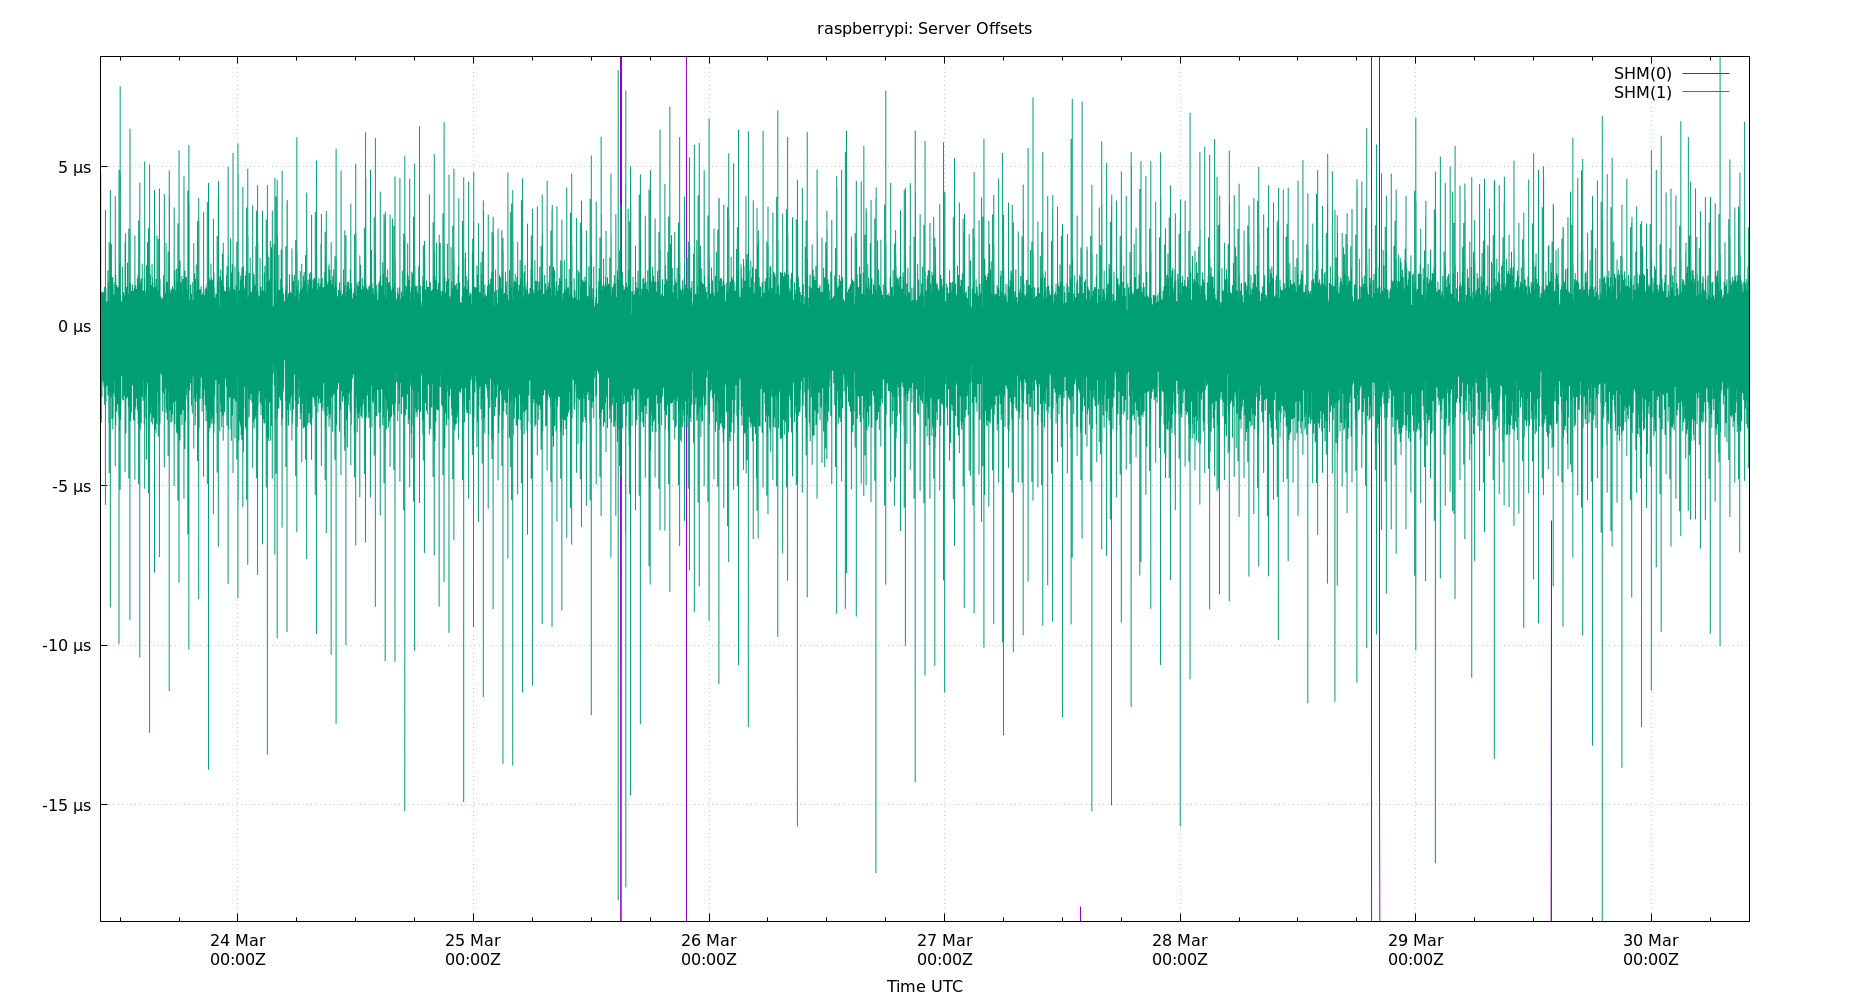 raspberrypi: Server Offsets
SHM(0)
SHM(1)
5 µs
0 µs
-5 µs
-10 µs
-15 µs
24 Mar 25 Mar 26 Mar 27 Mar 28 Mar 29 Mar 30 Mar
00:00Z 00:00Z 00:00Z 00:00Z 00:00Z 00:00Z 00:00Z
Time UTC